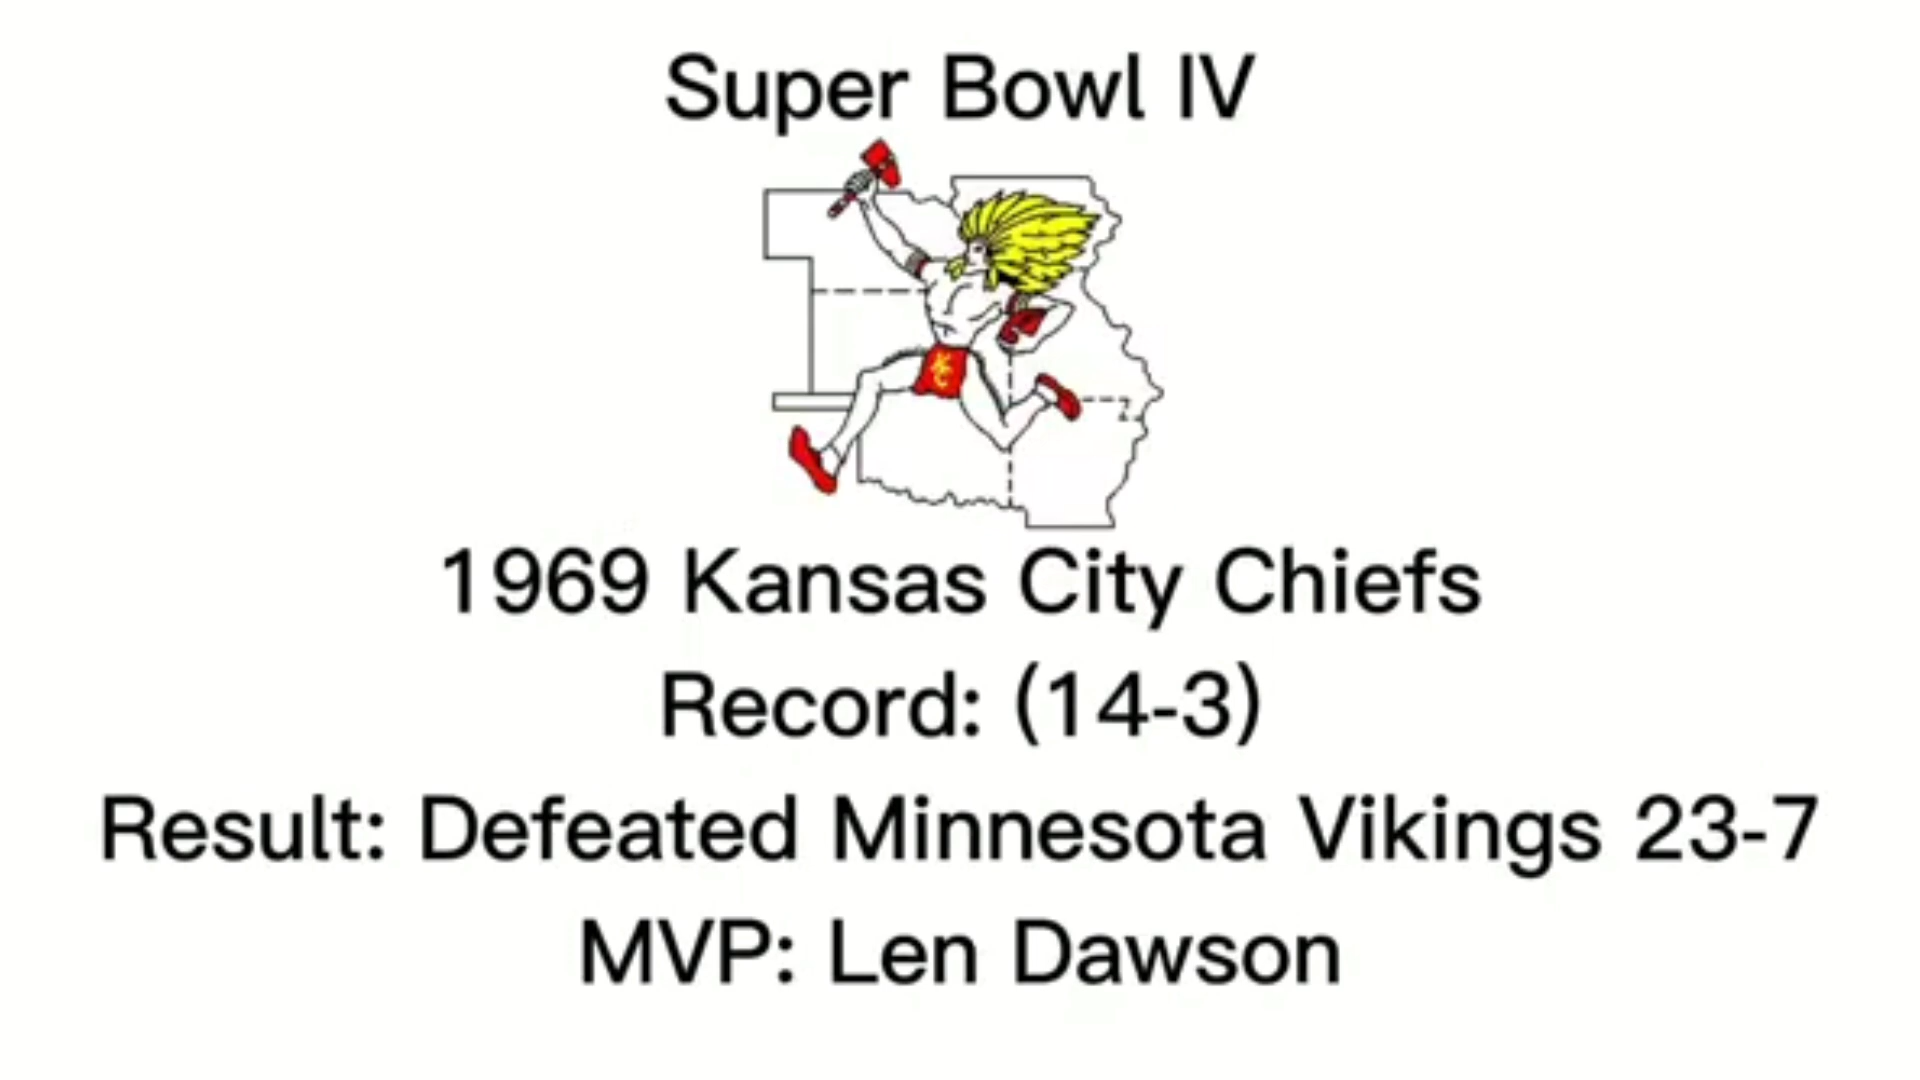 Super Bowl IV
KC
1969 Kansas City Chiefs
Record: (14-3)
Result: Defeated Minnesota Vikings 23-7
MVP: Len Dawson